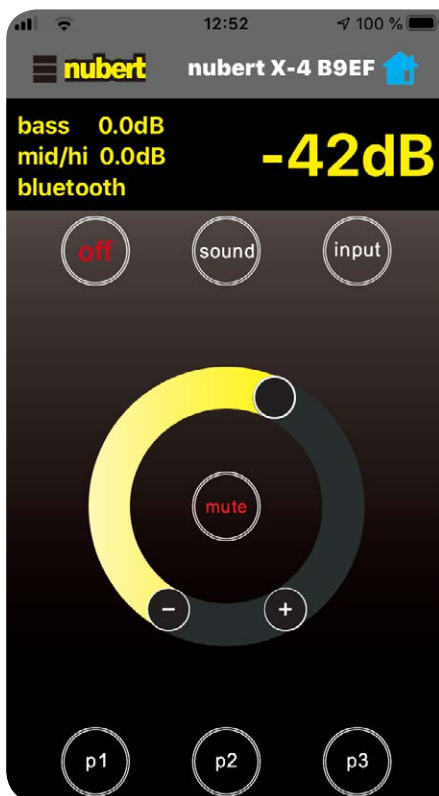 12:52 100 %
nubert nubert X-4 B9EF
bass 0.0dB
mid/hi 0.0dB -42dB
bluetooth
off sound input
mute
- +
p1 p2 p3